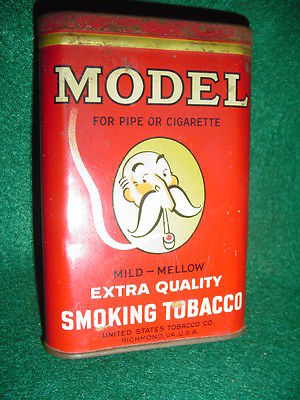 MODEL
FOR PIPE OR CIGARETTE
MILD — MELLOW
EXTRA QUALITY
SMOKING TOBACCO
UNITED STATES TOBACCO CO.
RICHMOND, VA. U.S.A.